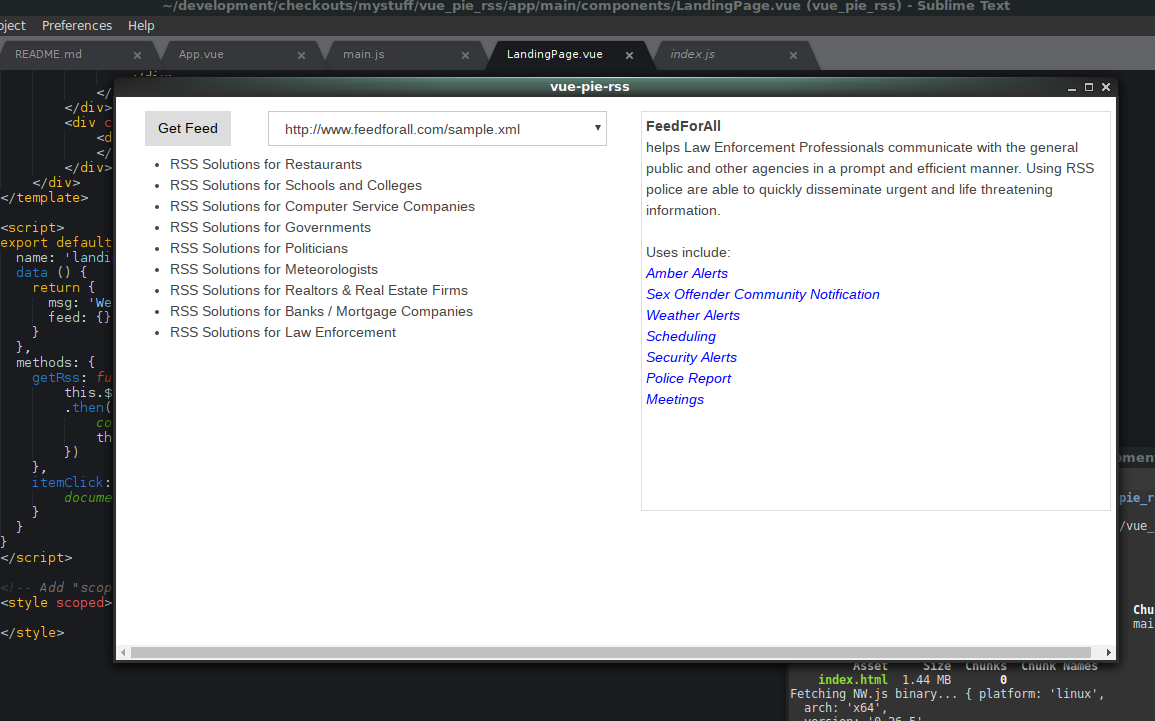 ~/development/checkouts/mystuff/vue_pie_rss/app/main/components/LandingPage.vue (vue_pie_rss) - Sublime Text
oject Preferences Help
README.md × App.vue × main.js × LandingPage.vue × index.js ×
</div>
</
</div>
<div c
<d
</
</div>
</div>
</template>
<script>
export default
name: 'landi
data () {
return {
msg: 'We
feed: {}
}
},
methods: {
getRss: fu
this.$
.then(
co
th
})
},
itemClick:
docume
}
}
}
</script>
<!-- Add "scop
<style scoped>
</style>
vue-pie-rss
Get Feed
http://www.feedforall.com/sample.xml
• RSS Solutions for Restaurants
• RSS Solutions for Schools and Colleges
• RSS Solutions for Computer Service Companies
• RSS Solutions for Governments
• RSS Solutions for Politicians
• RSS Solutions for Meteorologists
• RSS Solutions for Realtors & Real Estate Firms
• RSS Solutions for Banks / Mortgage Companies
• RSS Solutions for Law Enforcement
FeedForAll
helps Law Enforcement Professionals communicate with the general
public and other agencies in a prompt and efficient manner. Using RSS
police are able to quickly disseminate urgent and life threatening
information.
Uses include:
Amber Alerts
Sex Offender Community Notification
Weather Alerts
Scheduling
Security Alerts
Police Report
Meetings
pment
pie_r
/vue_
Chu
mai
Asset Size Chunks Chunk Names
index.html 1.44 MB 0
Fetching NW.js binary... { platform: 'linux',
arch: 'x64',
version: '0.26.5'